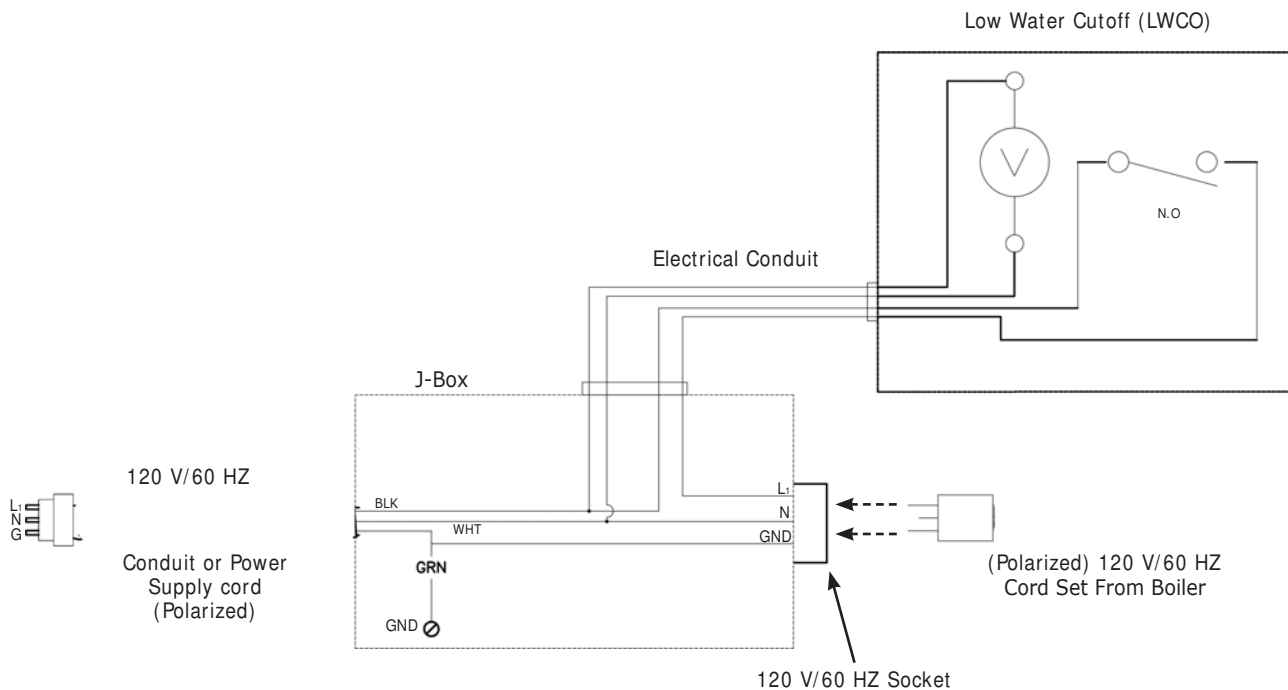 Low Water Cutoff (LWCO)
V
N.O
Electrical Conduit
J-Box
120 V/60 HZ
L1
N
G
BLK
WHT
L1
N
GND
GRN
GND
Conduit or Power
Supply cord
(Polarized)
(Polarized) 120 V/60 HZ
Cord Set From Boiler
120 V/60 HZ Socket